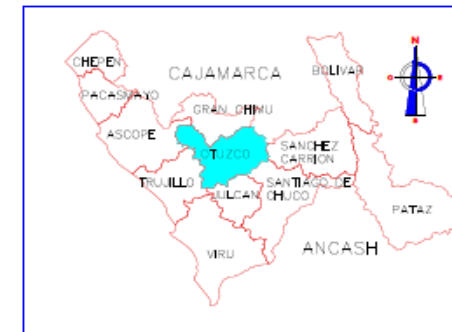 N
CHEPEN
CAJAMARCA
BOLIVAR
O
E
PACASMAYO
GRAN CHIMU
ASCOPE
OTUZCO
SANCHEZ
CARRION
TRUJILLO
JULCAN
SANTIAGO DE
CHUCO
PATAZ
VIRU
ANCASH